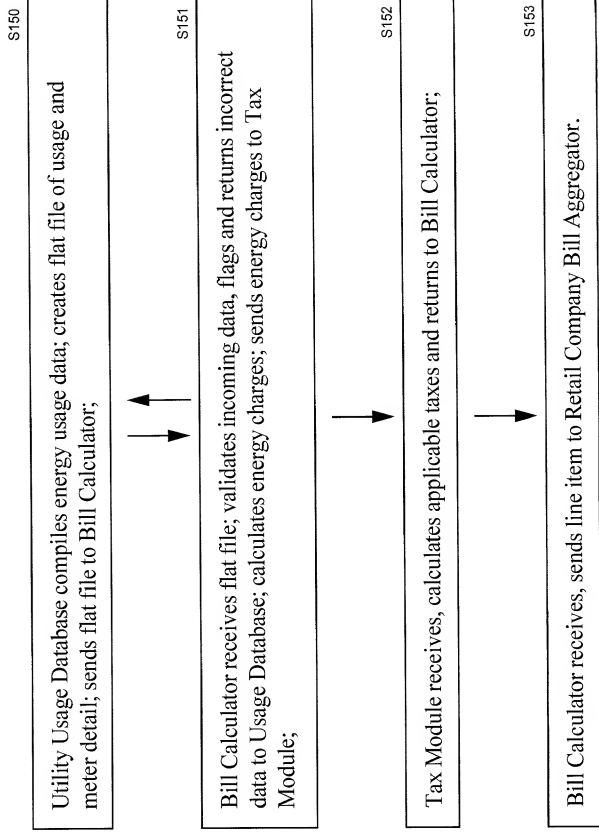 S150
Utility Usage Database compiles energy usage data; creates flat file of usage and
meter detail; sends flat file to Bill Calculator;
S151
Bill Calculator receives flat file; validates incoming data, flags and returns incorrect
data to Usage Database; calculates energy charges; sends energy charges to Tax
Module;
S152
Tax Module receives, calculates applicable taxes and returns to Bill Calculator;
S153
Bill Calculator receives, sends line item to Retail Company Bill Aggregator.